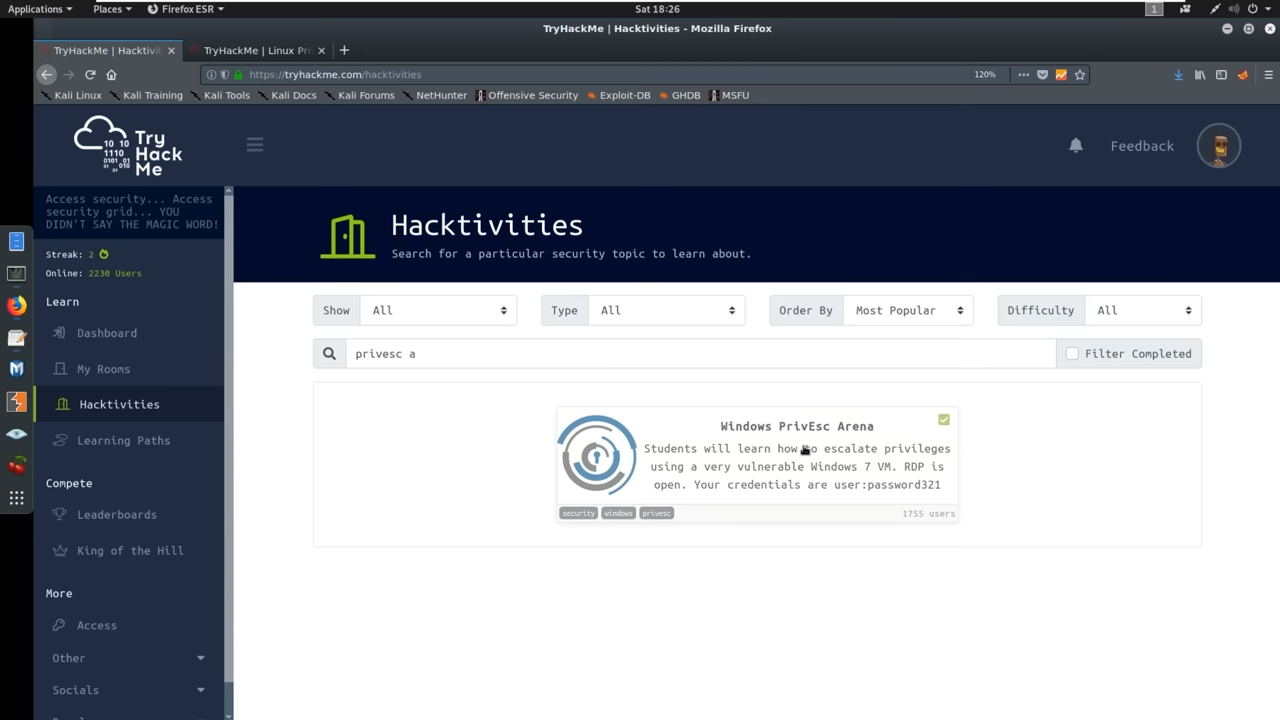 Applications
Places
Firefox ESR
Sat 18:26
1
TryHackMe | Hacktivities - Mozilla Firefox
TryHackMe | Hacktivit
TryHackMe | Linux Pri
https://tryhackme.com/hacktivities
120%
Kali Linux
Kali Training
Kali Tools
Kali Docs
Kali Forums
NetHunter
Offensive Security
Exploit-DB
GHDB
MSFU
Try
Hack
Me
Feedback
Access security... Access
security grid... YOU
DIDN'T SAY THE MAGIC WORD!
Streak: 2
Online: 2230 Users
Learn
Dashboard
My Rooms
Hacktivities
Learning Paths
Compete
Leaderboards
King of the Hill
More
Access
Other
Socials
Hacktivities
Search for a particular security topic to learn about.
Show All
Type All
Order By Most Popular
Difficulty All
privesc a
Filter Completed
Windows PrivEsc Arena
Students will learn how to escalate privileges
using a very vulnerable Windows 7 VM. RDP is
open. Your credentials are user:password321
security windows privesc
1755 users